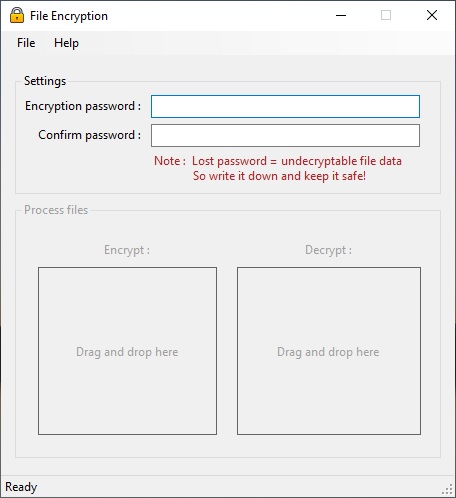 File Encryption
File Help
Settings
Encryption password :
Confirm password :
Note : Lost password = undecryptable file data
So write it down and keep it safe!
Process files
Encrypt : Decrypt :
Drag and drop here Drag and drop here
Ready